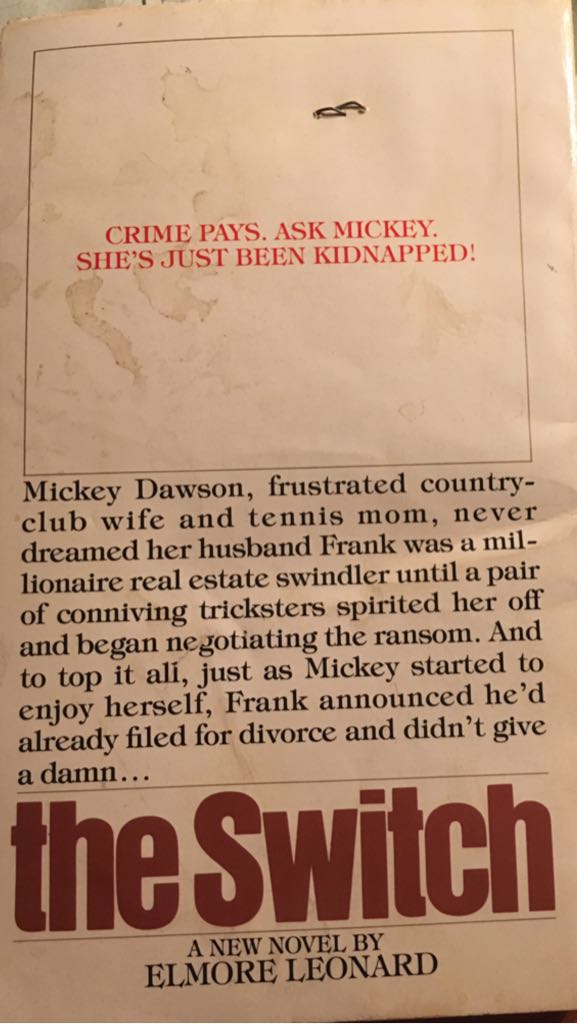 CRIME PAYS. ASK MICKEY.
SHE'S JUST BEEN KIDNAPPED!
Mickey Dawson, frustrated country-
club wife and tennis mom, never
dreamed her husband Frank was a mil-
lionaire real estate swindler until a pair
of conniving tricksters spirited her off
and began negotiating the ransom. And
to top it all, just as Mickey started to
enjoy herself, Frank announced he'd
already filed for divorce and didn't give
a damn...
the Switch
A NEW NOVEL BY
ELMORE LEONARD